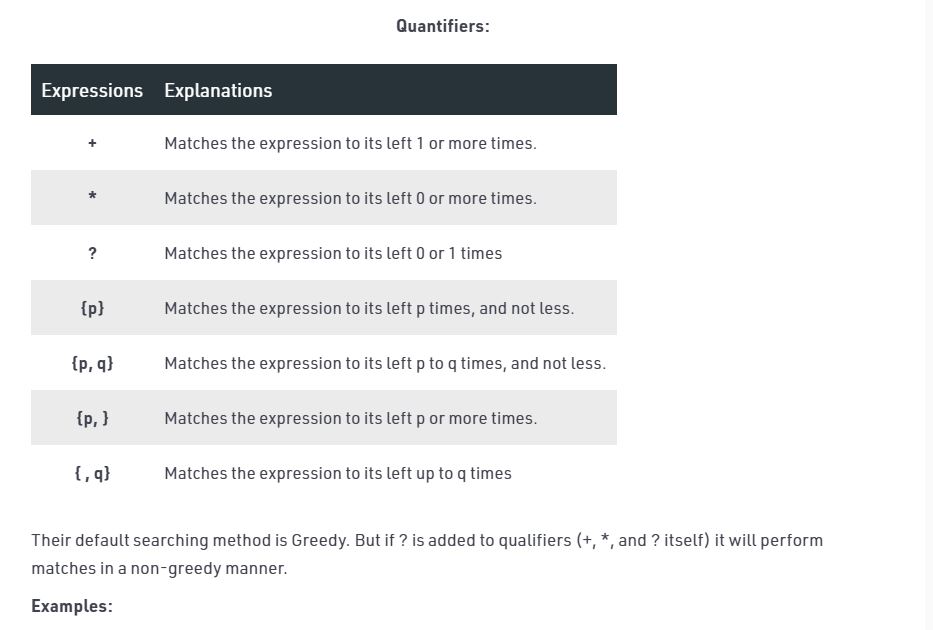 Quantifiers:
Expressions Explanations
+ Matches the expression to its left 1 or more times.
* Matches the expression to its left 0 or more times.
? Matches the expression to its left 0 or 1 times
{p} Matches the expression to its left p times, and not less.
{p, q} Matches the expression to its left p to q times, and not less.
{p, } Matches the expression to its left p or more times.
{ , q} Matches the expression to its left up to q times
Their default searching method is Greedy. But if ? is added to qualifiers (+, *, and ? itself) it will perform
matches in a non-greedy manner.
Examples: